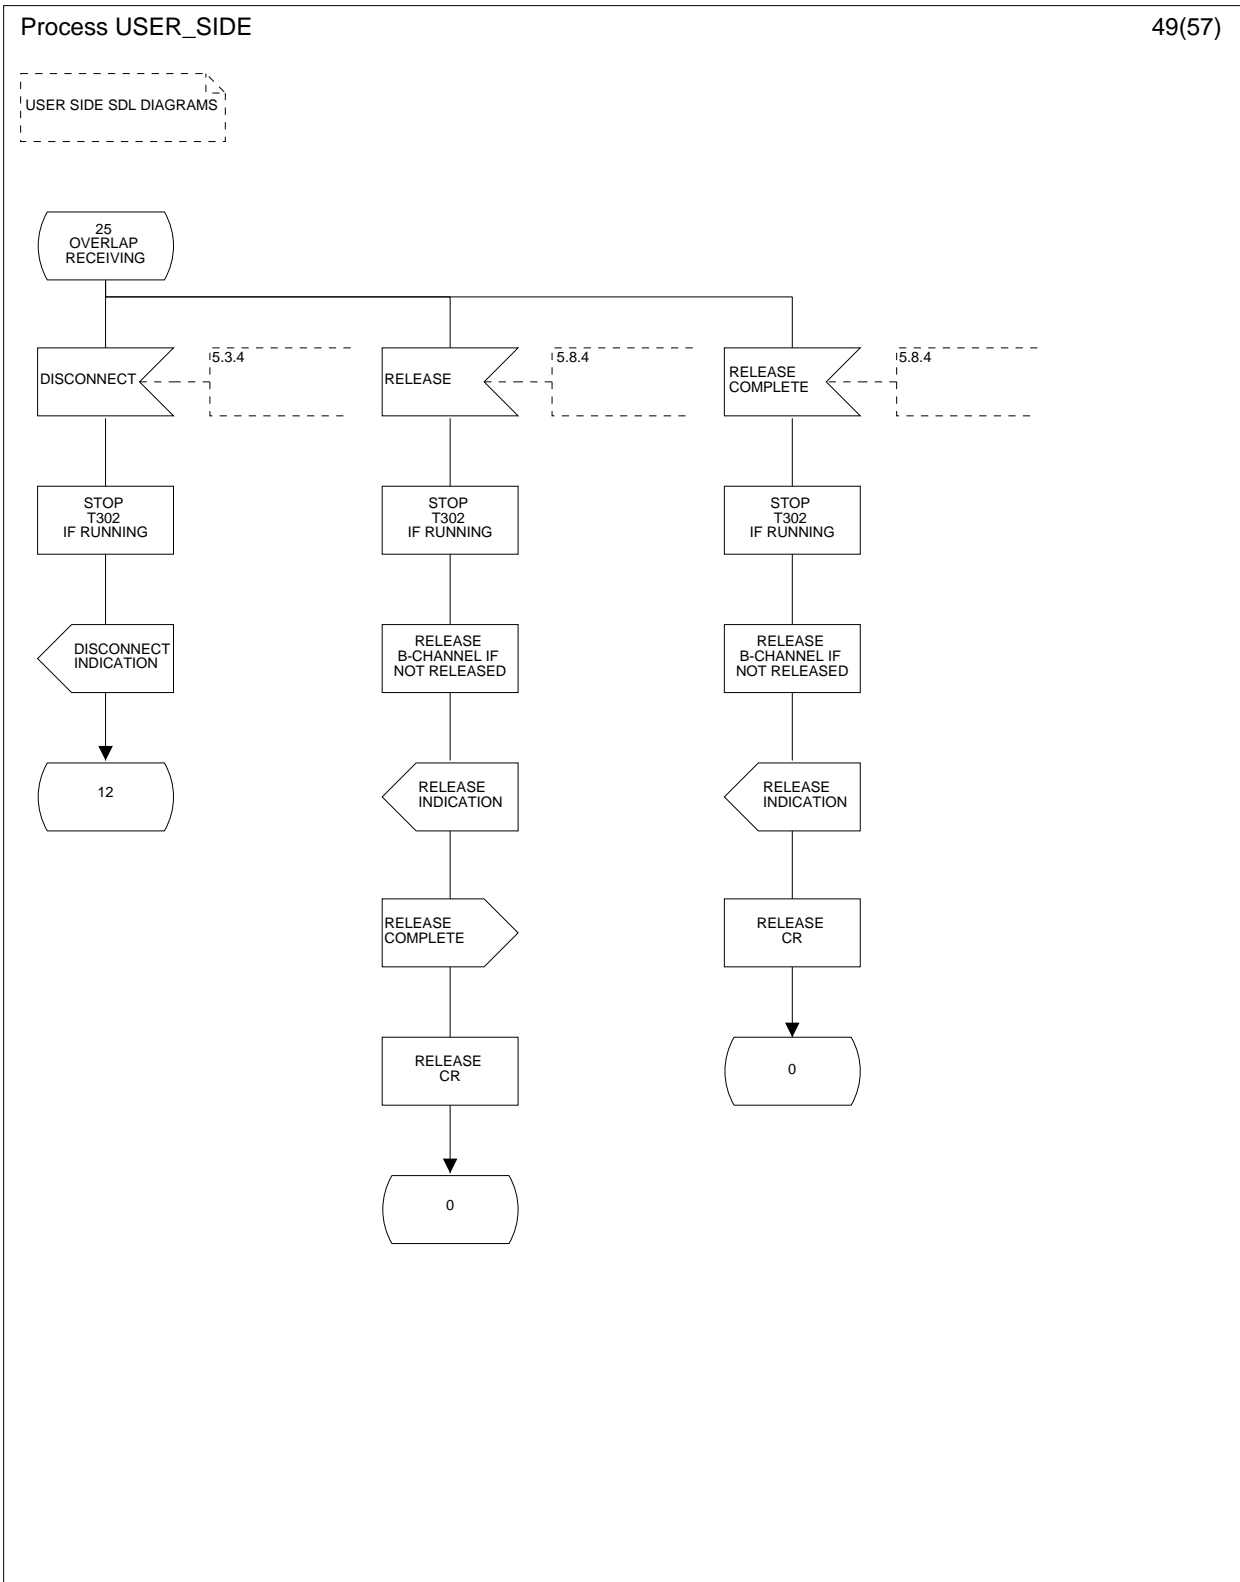 Process USER_SIDE
49(57)
USER SIDE SDL DIAGRAMS
25
OVERLAP
RECEIVING
DISCONNECT
5.3.4
RELEASE
5.8.4
RELEASE
COMPLETE
5.8.4
STOP
T302
IF RUNNING
STOP
T302
IF RUNNING
STOP
T302
IF RUNNING
DISCONNECT
INDICATION
RELEASE
B-CHANNEL IF
NOT RELEASED
RELEASE
B-CHANNEL IF
NOT RELEASED
12
RELEASE
INDICATION
RELEASE
INDICATION
RELEASE
COMPLETE
RELEASE
CR
RELEASE
CR
0
0